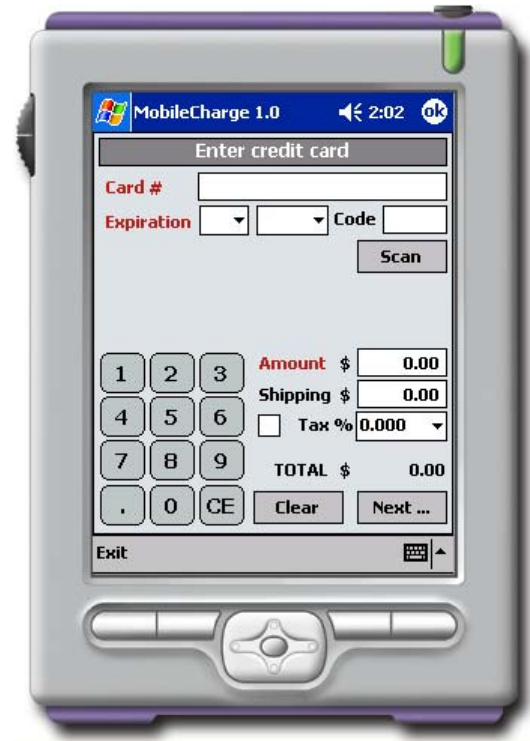 MobileCharge 1.0 2:02 ok
Enter credit card
Card #
Expiration Code
Scan
1 2 3 Amount $ 0.00
Shipping $ 0.00
4 5 6 Tax % 0.000
7 8 9 TOTAL $ 0.00
. 0 CE Clear Next ...
Exit